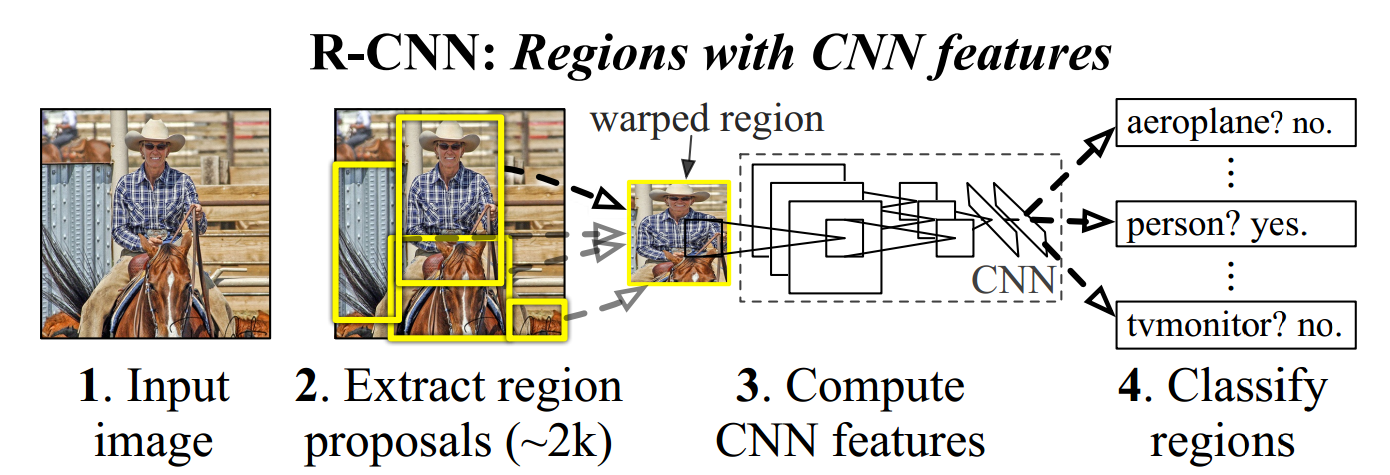 R-CNN: Regions with CNN features
warped region
aeroplane? no.
⋮
person? yes.
⋮
tvmonitor? no.
CNN
1. Input
image
2. Extract region
proposals (~2k)
3. Compute
CNN features
4. Classify
regions